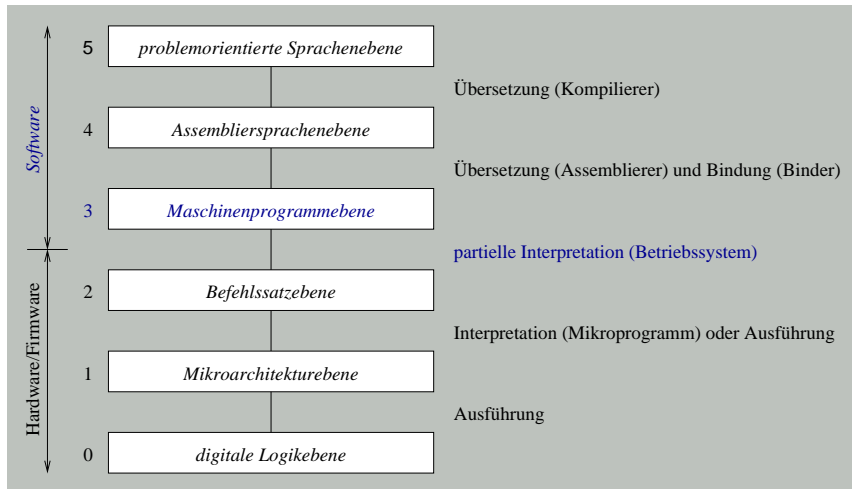 5 problemorientierte Sprachenebene
Übersetzung (Kompilierer)
4 Assembliersprachenebene
Software
Übersetzung (Assemblierer) und Bindung (Binder)
3 Maschinenprogrammebene
partielle Interpretation (Betriebssystem)
2 Befehlssatzebene
Interpretation (Mikroprogramm) oder Ausführung
Hardware/Firmware
1 Mikroarchitekturebene
Ausführung
0 digitale Logikebene